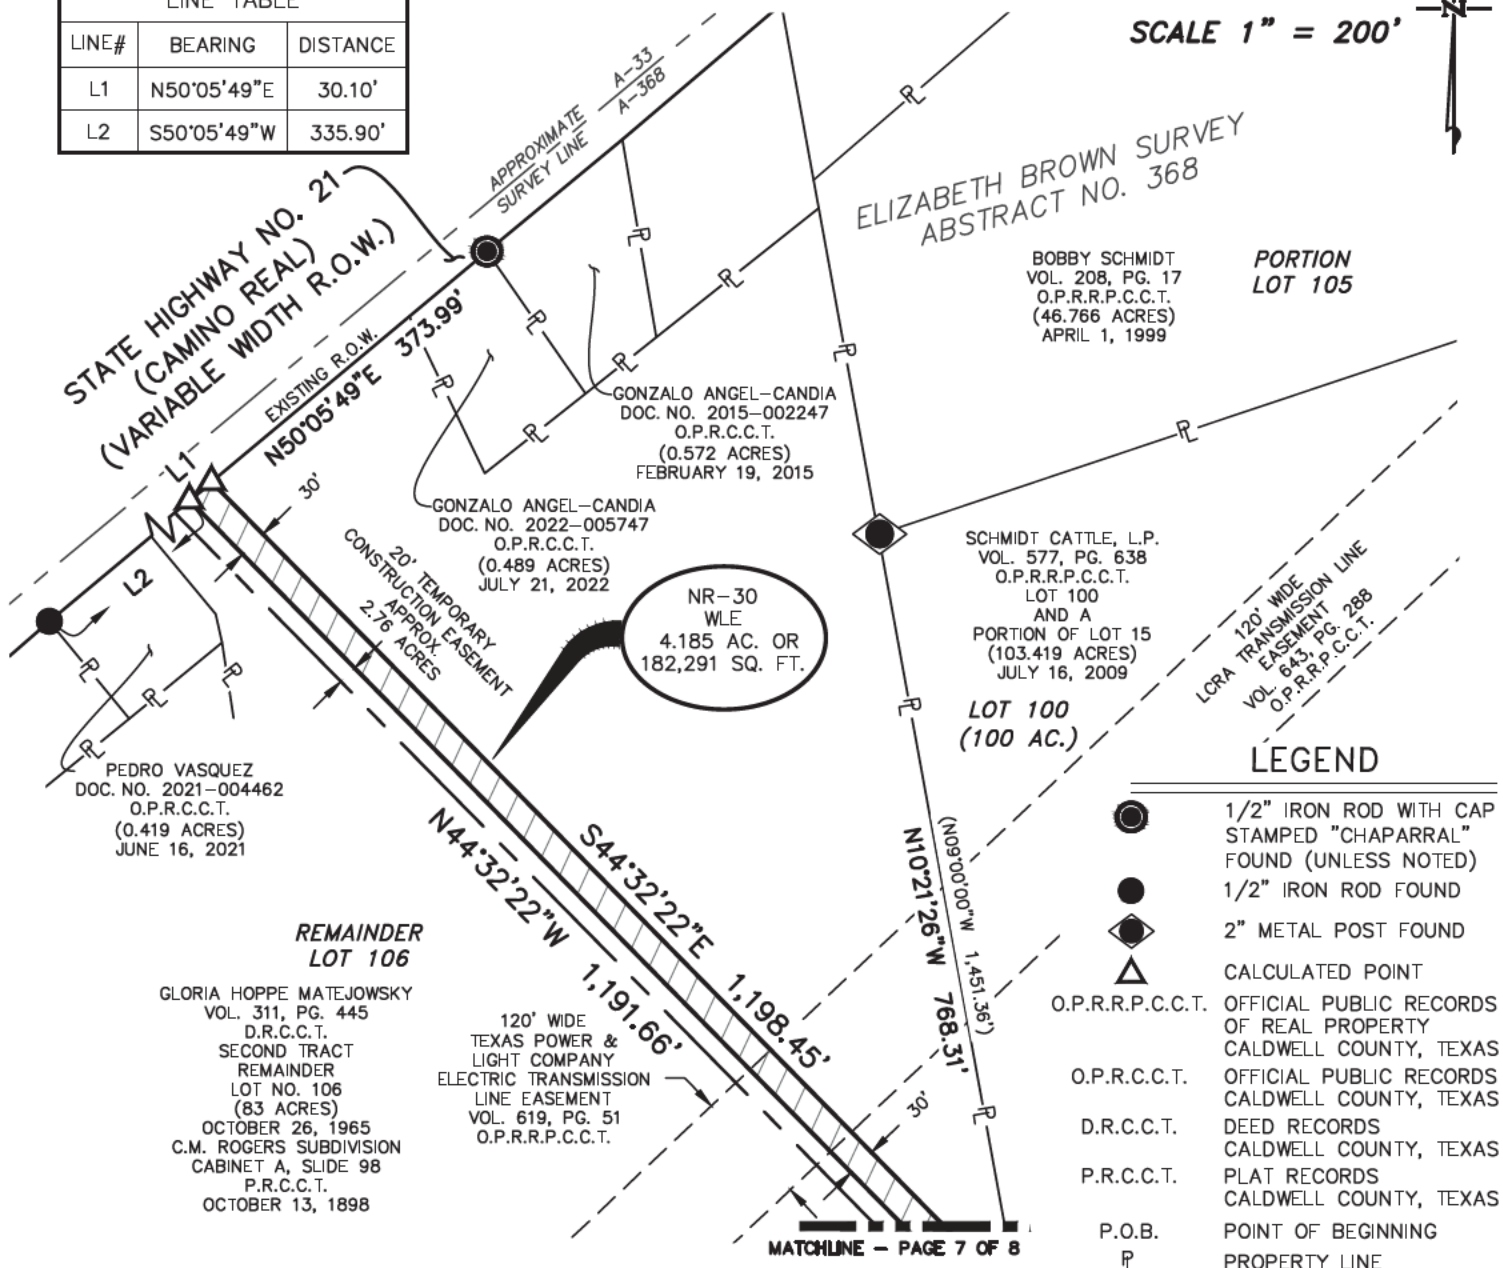 LINE TABLE
LINE# BEARING DISTANCE
L1 N50°05'49"E 30.10'
L2 S50°05'49"W 335.90'
SCALE 1" = 200'
N
A-33
A-368
APPROXIMATE
SURVEY LINE
STATE HIGHWAY NO. 21
(CAMINO REAL)
(VARIABLE WIDTH R.O.W.)
EXISTING R.O.W.
N50°05'49"E 373.99'
ELIZABETH BROWN SURVEY
ABSTRACT NO. 368
BOBBY SCHMIDT
VOL. 208, PG. 17
O.P.R.R.P.C.C.T.
(46.766 ACRES)
APRIL 1, 1999
PORTION
LOT 105
GONZALO ANGEL-CANDIA
DOC. NO. 2015-002247
O.P.R.C.C.T.
(0.572 ACRES)
FEBRUARY 19, 2015
GONZALO ANGEL-CANDIA
DOC. NO. 2022-005747
O.P.R.C.C.T.
(0.489 ACRES)
JULY 21, 2022
L1
L2
30'
20' TEMPORARY
CONSTRUCTION EASEMENT
APPROX.
2.76 ACRES
NR-30
WLE
4.185 AC. OR
182,291 SQ. FT.
SCHMIDT CATTLE, L.P.
VOL. 577, PG. 638
O.P.R.R.P.C.C.T.
LOT 100
AND A
PORTION OF LOT 15
(103.419 ACRES)
JULY 16, 2009
LOT 100
(100 AC.)
120' WIDE
LCRA TRANSMISSION LINE
EASEMENT
VOL. 643, PG. 288
O.P.R.R.P.C.C.T.
PEDRO VASQUEZ
DOC. NO. 2021-004462
O.P.R.C.C.T.
(0.419 ACRES)
JUNE 16, 2021
N44°32'22"W 1,191.66'
S44°32'22"E 1,198.45'
(N09°00'00"W 1,451.36')
N10°21'26"W 768.31'
30'
REMAINDER
LOT 106
GLORIA HOPPE MATEJOWSKY
VOL. 311, PG. 445
D.R.C.C.T.
SECOND TRACT
REMAINDER
LOT NO. 106
(83 ACRES)
OCTOBER 26, 1965
C.M. ROGERS SUBDIVISION
CABINET A, SLIDE 98
P.R.C.C.T.
OCTOBER 13, 1898
120' WIDE
TEXAS POWER &
LIGHT COMPANY
ELECTRIC TRANSMISSION
LINE EASEMENT
VOL. 619, PG. 51
O.P.R.R.P.C.C.T.
MATCHLINE - PAGE 7 OF 8
LEGEND
1/2" IRON ROD WITH CAP
STAMPED "CHAPARRAL"
FOUND (UNLESS NOTED)
1/2" IRON ROD FOUND
2" METAL POST FOUND
CALCULATED POINT
O.P.R.R.P.C.C.T. OFFICIAL PUBLIC RECORDS
OF REAL PROPERTY
CALDWELL COUNTY, TEXAS
O.P.R.C.C.T. OFFICIAL PUBLIC RECORDS
CALDWELL COUNTY, TEXAS
D.R.C.C.T. DEED RECORDS
CALDWELL COUNTY, TEXAS
P.R.C.C.T. PLAT RECORDS
CALDWELL COUNTY, TEXAS
P.O.B. POINT OF BEGINNING
PL PROPERTY LINE